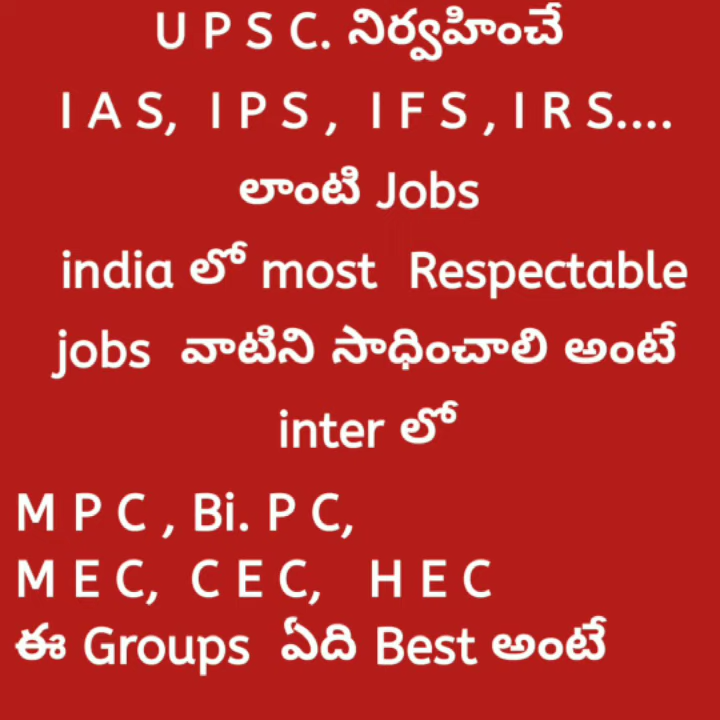 U P S C. నిర్వహించే
I A S, I P S , I F S , I R S....
లాంటి Jobs
india లో most Respectable
jobs వాటిని సాధించాలి అంటే
inter లో
M P C , Bi. P C,
M E C, C E C, H E C
ఈ Groups ఏది Best అంటే